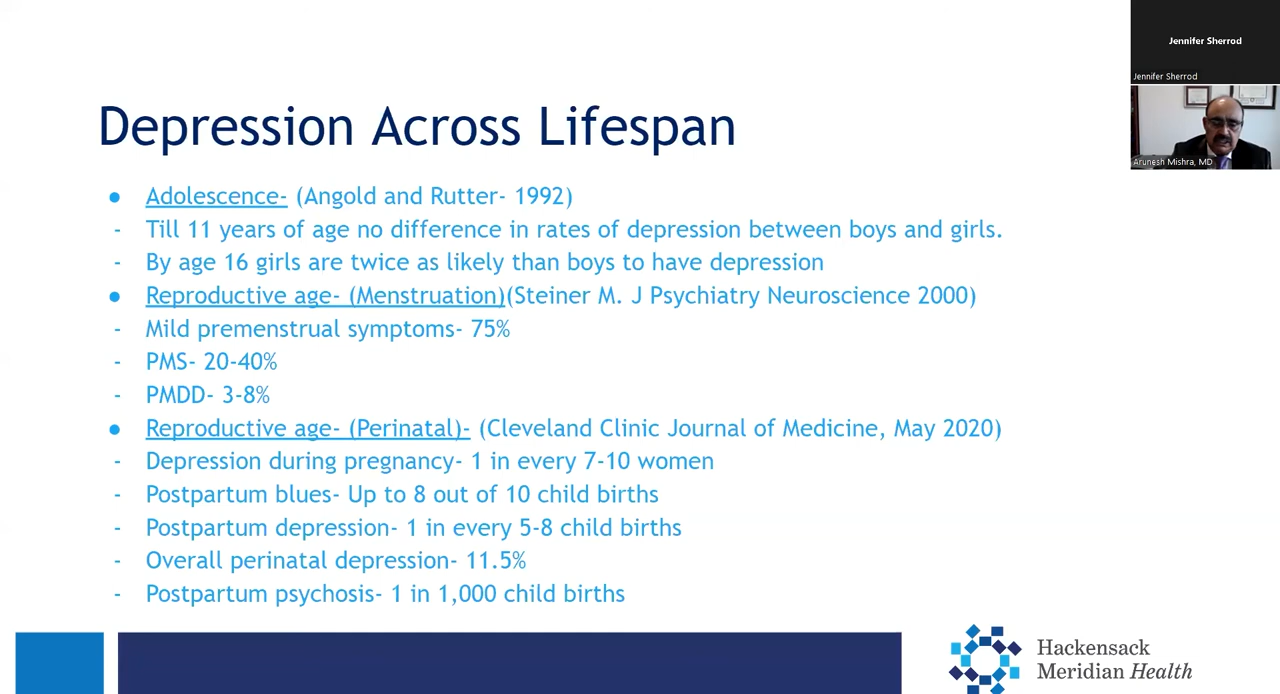 Depression Across Lifespan
● Adolescence- (Angold and Rutter- 1992)
- Till 11 years of age no difference in rates of depression between boys and girls.
- By age 16 girls are twice as likely than boys to have depression
● Reproductive age- (Menstruation)(Steiner M. J Psychiatry Neuroscience 2000)
- Mild premenstrual symptoms- 75%
- PMS- 20-40%
- PMDD- 3-8%
● Reproductive age- (Perinatal)- (Cleveland Clinic Journal of Medicine, May 2020)
- Depression during pregnancy- 1 in every 7-10 women
- Postpartum blues- Up to 8 out of 10 child births
- Postpartum depression- 1 in every 5-8 child births
- Overall perinatal depression- 11.5%
- Postpartum psychosis- 1 in 1,000 child births
Hackensack
Meridian Health
Jennifer Sherrod
Jennifer Sherrod
Arunesh Mishra, MD